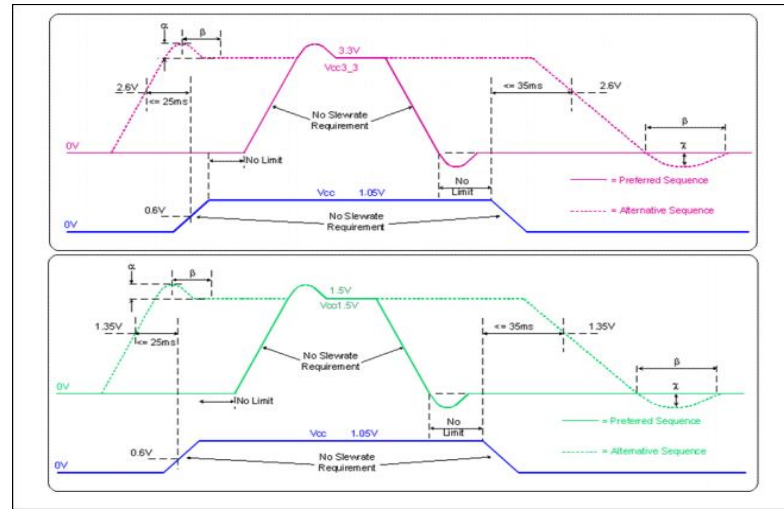 α
β
3.3V
Vcc3_3
2.6V
<= 25ms
<= 35ms
2.6V
No Slewrate
Requirement
β
χ
0V
No Limit
No
Limit
= Preferred Sequence
Vcc 1.05V
0.6V
No Slewrate
Requirement
= Alternative Sequence
0V
α
β
1.5V
Vcc1.5V
1.35V
<= 25ms
<= 35ms
1.35V
No Slewrate
Requirement
β
χ
0V
No Limit
No
Limit
= Preferred Sequence
Vcc 1.05V
0.6V
No Slewrate
Requirement
= Alternative Sequence
0V